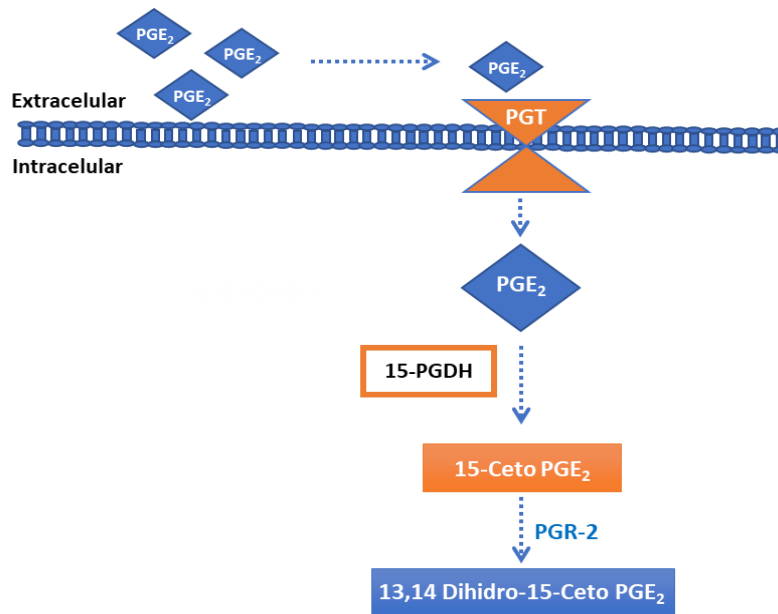 PGE₂
PGE₂
PGE₂
PGE₂
Extracelular
PGT
Intracelular
PGE₂
15-PGDH
15-Ceto PGE₂
PGR-2
13,14 Dihidro-15-Ceto PGE₂